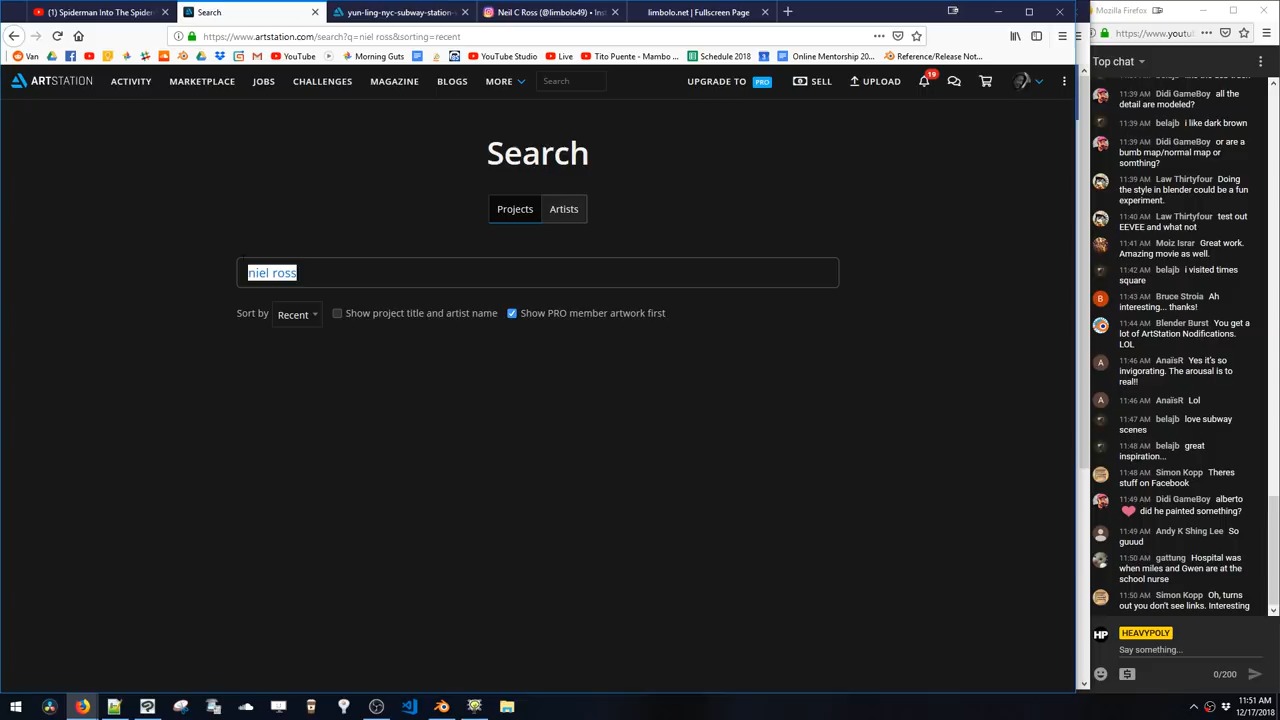 (1) Spiderman Into The Spider
Search
yun-ling-nyc-subway-station-
Neil C Ross (@limbolo49) • Ins
limbolo.net | Fullscreen Page
Mozilla Firefox
https://www.artstation.com/search?q=niel ross&sorting=recent
https://www.youtu
Van
YouTube
Morning Guts
YouTube Studio
Live
Tito Puente - Mambo ...
Schedule 2018
Online Mentorship 20...
Reference/Release Not...
Top chat
ARTSTATION
ACTIVITY
MARKETPLACE
JOBS
CHALLENGES
MAGAZINE
BLOGS
MORE
Search
UPGRADE TO PRO
SELL
UPLOAD
19
Search
Projects
Artists
niel ross
Sort by
Recent
Show project title and artist name
Show PRO member artwork first
11:39 AM Didi GameBoy all the
detail are modeled?
11:39 AM belajb i like dark brown
11:39 AM Didi GameBoy or are a
bumb map/normal map or
somthing?
11:39 AM Law Thirtyfour Doing
the style in blender could be a fun
experiment.
11:40 AM Law Thirtyfour test out
EEVEE and what not
11:41 AM Moiz Israr Great work.
Amazing movie as well.
11:42 AM belajb i visited times
square
11:43 AM Bruce Stroia Ah
interesting... thanks!
11:44 AM Blender Burst You get a
lot of ArtStation Nodifications.
LOL
11:46 AM AnaïsR Yes it's so
invigorating. The arousal is to
real!!
11:46 AM AnaïsR Lol
11:47 AM belajb love subway
scenes
11:48 AM belajb great
inspiration...
11:48 AM Simon Kopp Theres
stuff on Facebook
11:49 AM Didi GameBoy alberto
did he painted something?
11:49 AM Andy K Shing Lee So
guuud
11:50 AM gattung Hospital was
when miles and Gwen are at the
school nurse
11:50 AM Simon Kopp Oh, turns
out you don't see links. Interesting
HP
HEAVYPOLY
Say something...
0/200
11:51 AM
12/17/2018